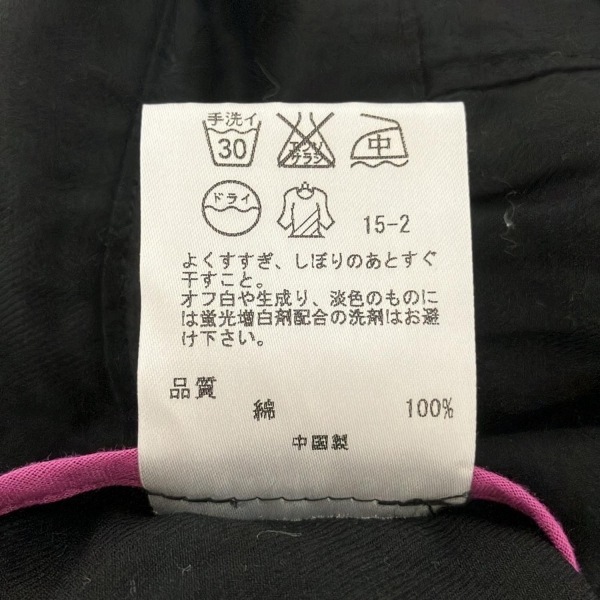 手洗イ
30
エンソ
サラシ
中
ドライ
15-2
よくすすぎ、しぼりのあとすぐ
干すこと。
オフ白や生成り、淡色のものに
は蛍光増白剤配合の洗剤はお避
け下さい。
品質
綿 100%
中国製